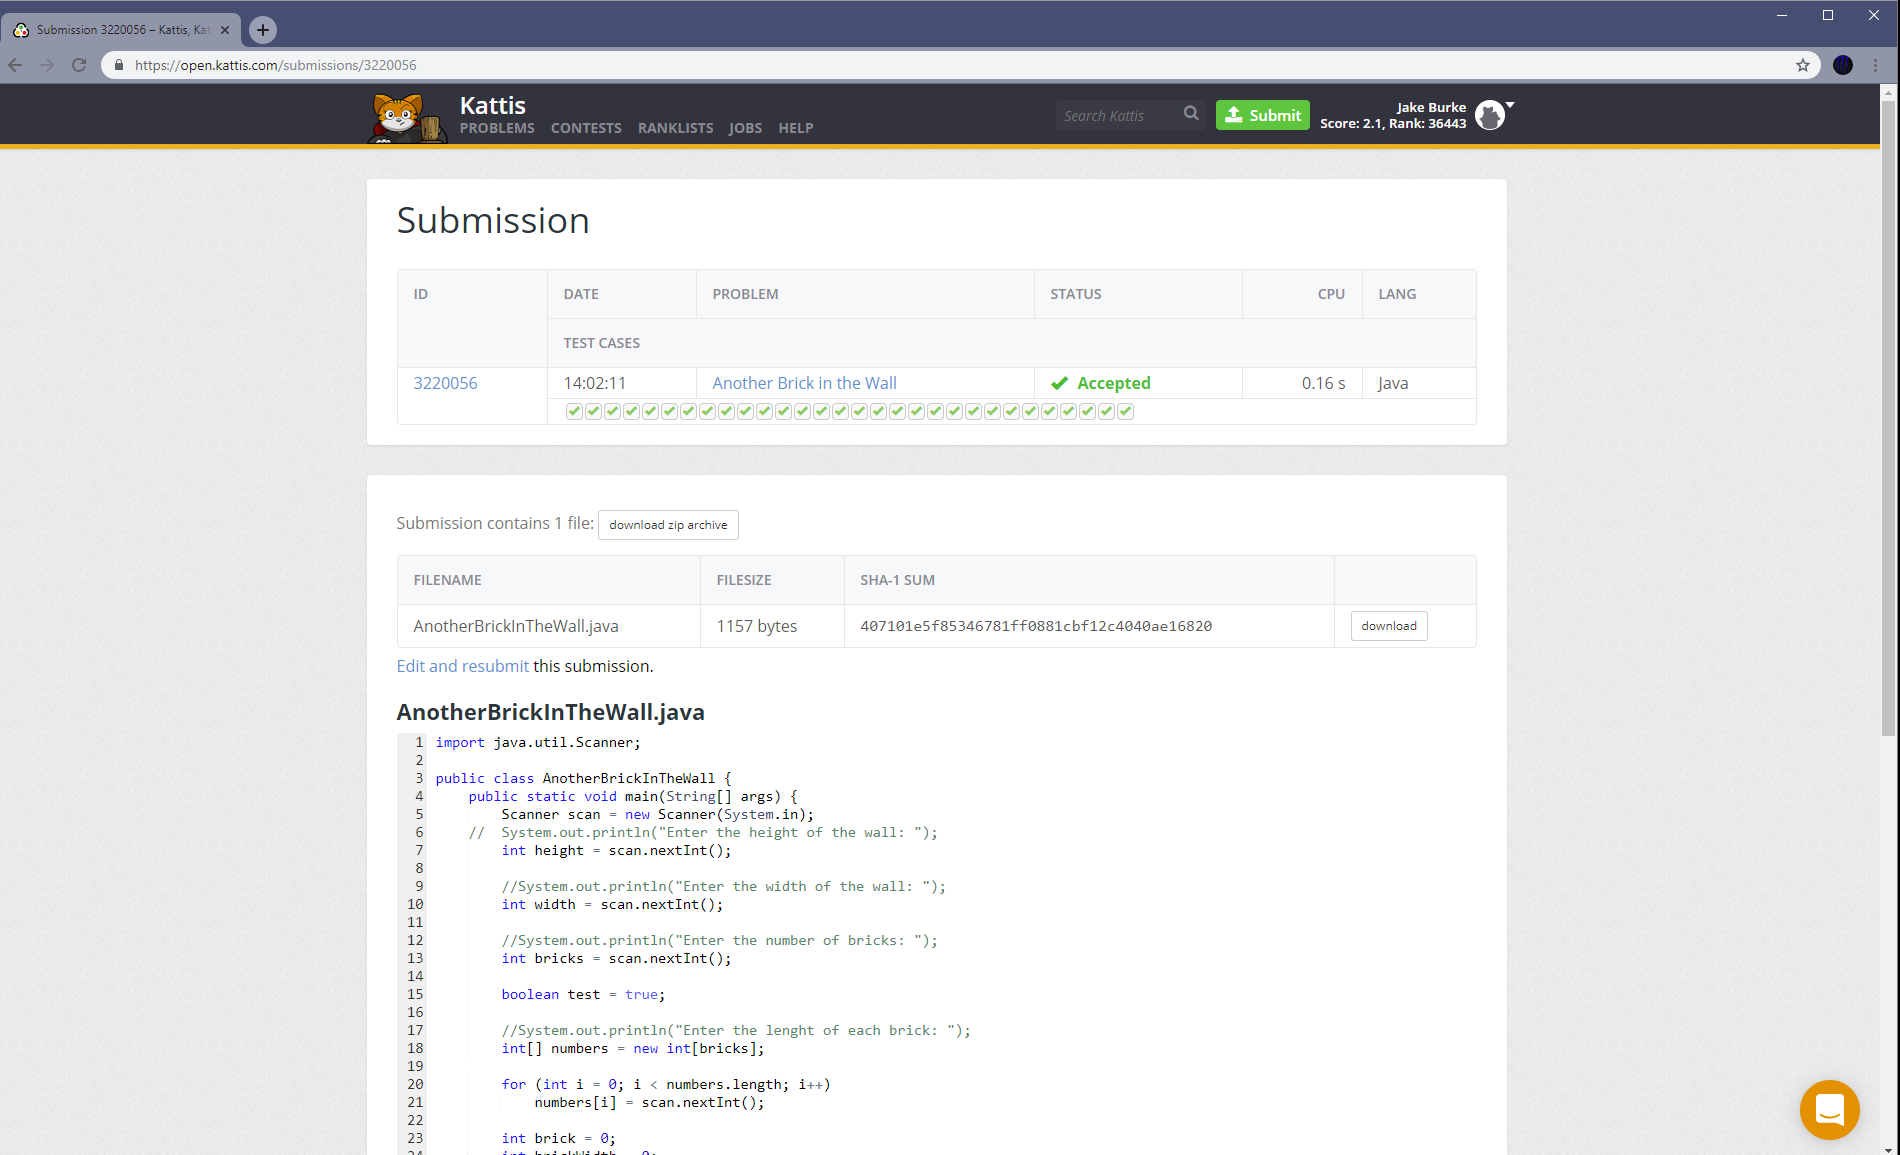 Submission 3220056 – Kattis, Kat
https://open.kattis.com/submissions/3220056
Kattis
PROBLEMS CONTESTS RANKLISTS JOBS HELP
Search Kattis
Submit
Jake Burke
Score: 2.1, Rank: 36443
Submission
ID DATE PROBLEM STATUS CPU LANG
TEST CASES
3220056 14:02:11 Another Brick in the Wall Accepted 0.16 s Java
Submission contains 1 file: download zip archive
FILENAME FILESIZE SHA-1 SUM
AnotherBrickInTheWall.java 1157 bytes 407101e5f85346781ff0881cbf12c4040ae16820 download
Edit and resubmit this submission.
AnotherBrickInTheWall.java
1 import java.util.Scanner;
2
3 public class AnotherBrickInTheWall {
4 public static void main(String[] args) {
5 Scanner scan = new Scanner(System.in);
6 // System.out.println("Enter the height of the wall: ");
7 int height = scan.nextInt();
8
9 //System.out.println("Enter the width of the wall: ");
10 int width = scan.nextInt();
11
12 //System.out.println("Enter the number of bricks: ");
13 int bricks = scan.nextInt();
14
15 boolean test = true;
16
17 //System.out.println("Enter the lenght of each brick: ");
18 int[] numbers = new int[bricks];
19
20 for (int i = 0; i < numbers.length; i++)
21 numbers[i] = scan.nextInt();
22
23 int brick = 0;
24 int brickWidth = 0;